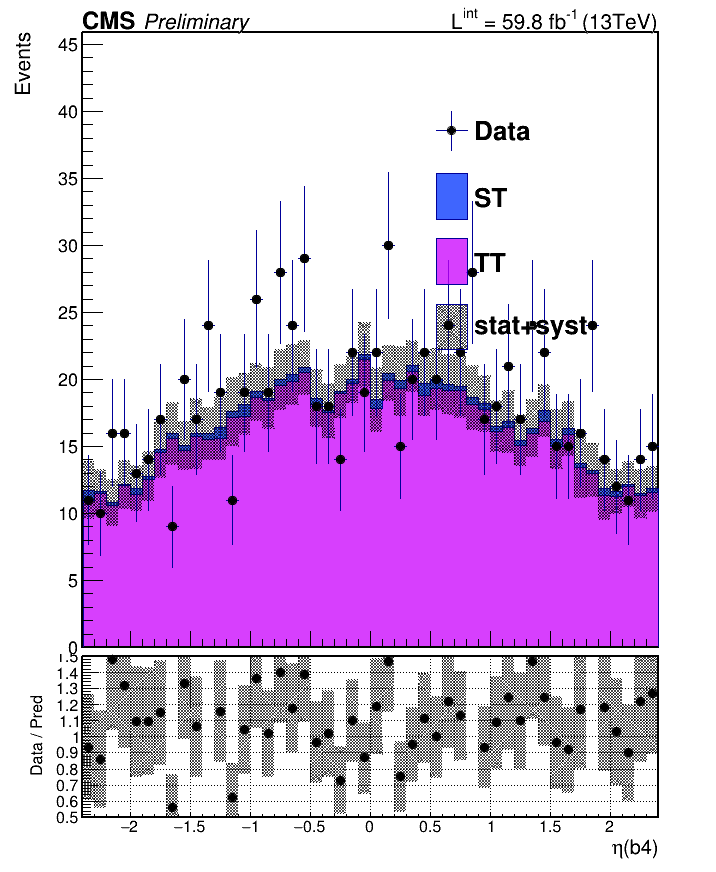 CMS Preliminary L^int = 59.8 fb^-1 (13TeV)
Events
45
40
35
30
25
20
15
10
5
0
Data
ST
TT
stat+syst
Data / Pred
1.5
1.4
1.3
1.2
1.1
1
0.9
0.8
0.7
0.6
0.5
−2 −1.5 −1 −0.5 0 0.5 1 1.5 2
η(b4)